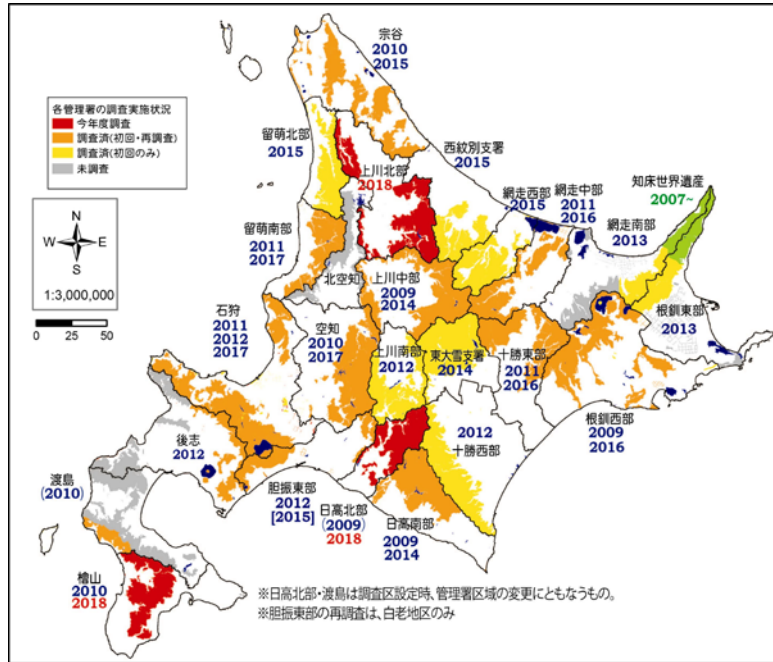 宗谷
2010
2015
各管理署の調査実施状況
今年度調査
調査済(初回・再調査)
調査済(初回のみ)
未調査
留萌北部
2015
上川北部
2018
西紋別支署
2015
網走西部
2015
網走中部
2011
2016
知床世界遺産
2007~
網走南部
2013
N
W E
S
1:3,000,000
0 25 50
留萌南部
2011
2017
北空知
上川中部
2009
2014
根釧東部
2013
石狩
2011
2012
2017
空知
2010
2017
上川南部
2012
東大雪支署
2014
十勝東部
2011
2016
根釧西部
2009
2016
後志
2012
2012
十勝西部
渡島
(2010)
胆振東部
2012
[2015]
日高北部
(2009)
2018
日高南部
2009
2014
檜山
2010
2018
※日高北部・渡島は調査区設定時、管理署区域の変更にともなうもの。
※胆振東部の再調査は、白老地区のみ